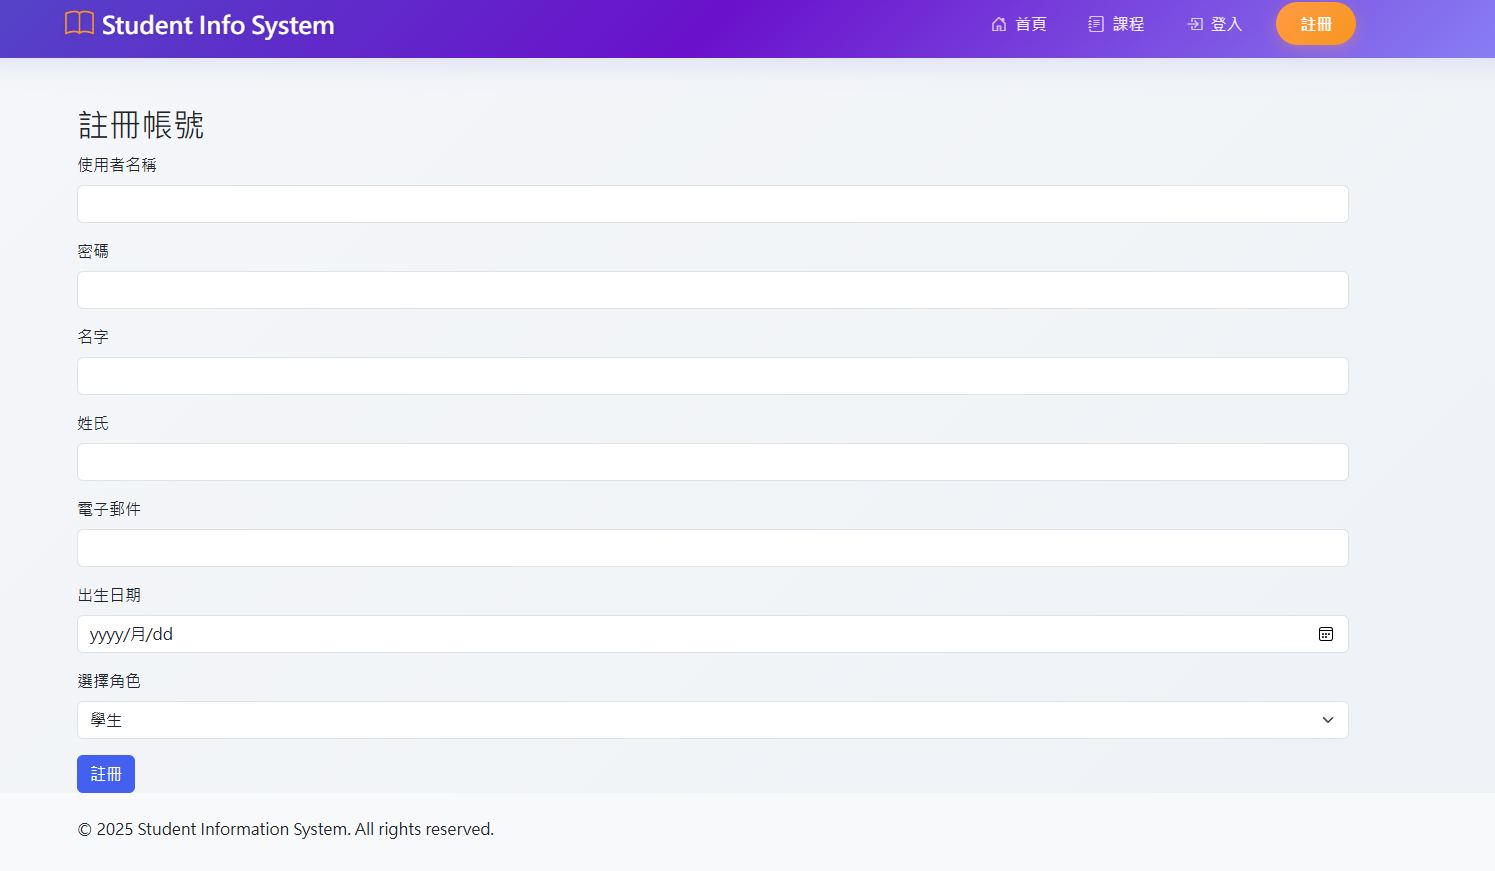 Student Info System
首頁
課程
登入
註冊
註冊帳號
使用者名稱
密碼
名字
姓氏
電子郵件
出生日期
yyyy/月/dd
選擇角色
學生
註冊
© 2025 Student Information System. All rights reserved.